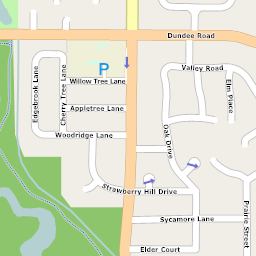 Dundee Road
Valley Road
P
Willow Tree Lane
Elm Place
Edgebrook Lane
Cherry Tree Lane
Appletree Lane
Woodridge Lane
Oak Drive
Strawberry Hill Drive
Sycamore Lane
Prairie Street
Elder Court